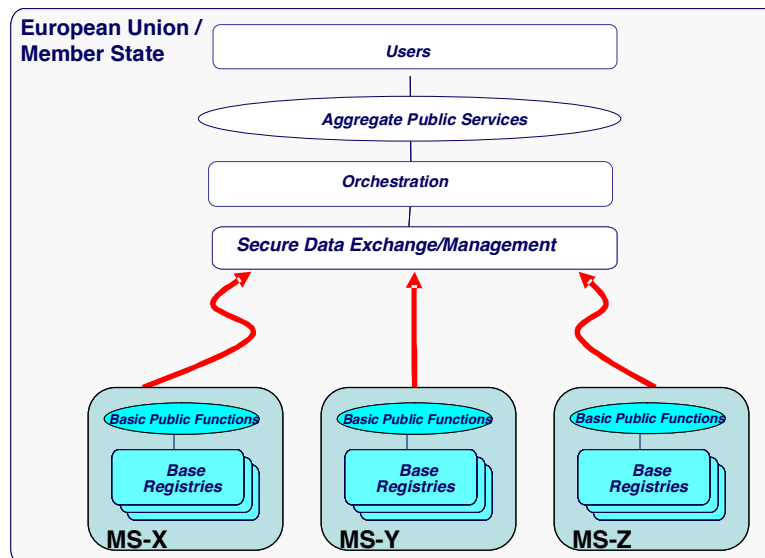 European Union /
Member State
Users
Aggregate Public Services
Orchestration
Secure Data Exchange/Management
Basic Public Functions
Base
Registries
MS-X
Basic Public Functions
Base
Registries
MS-Y
Basic Public Functions
Base
Registries
MS-Z